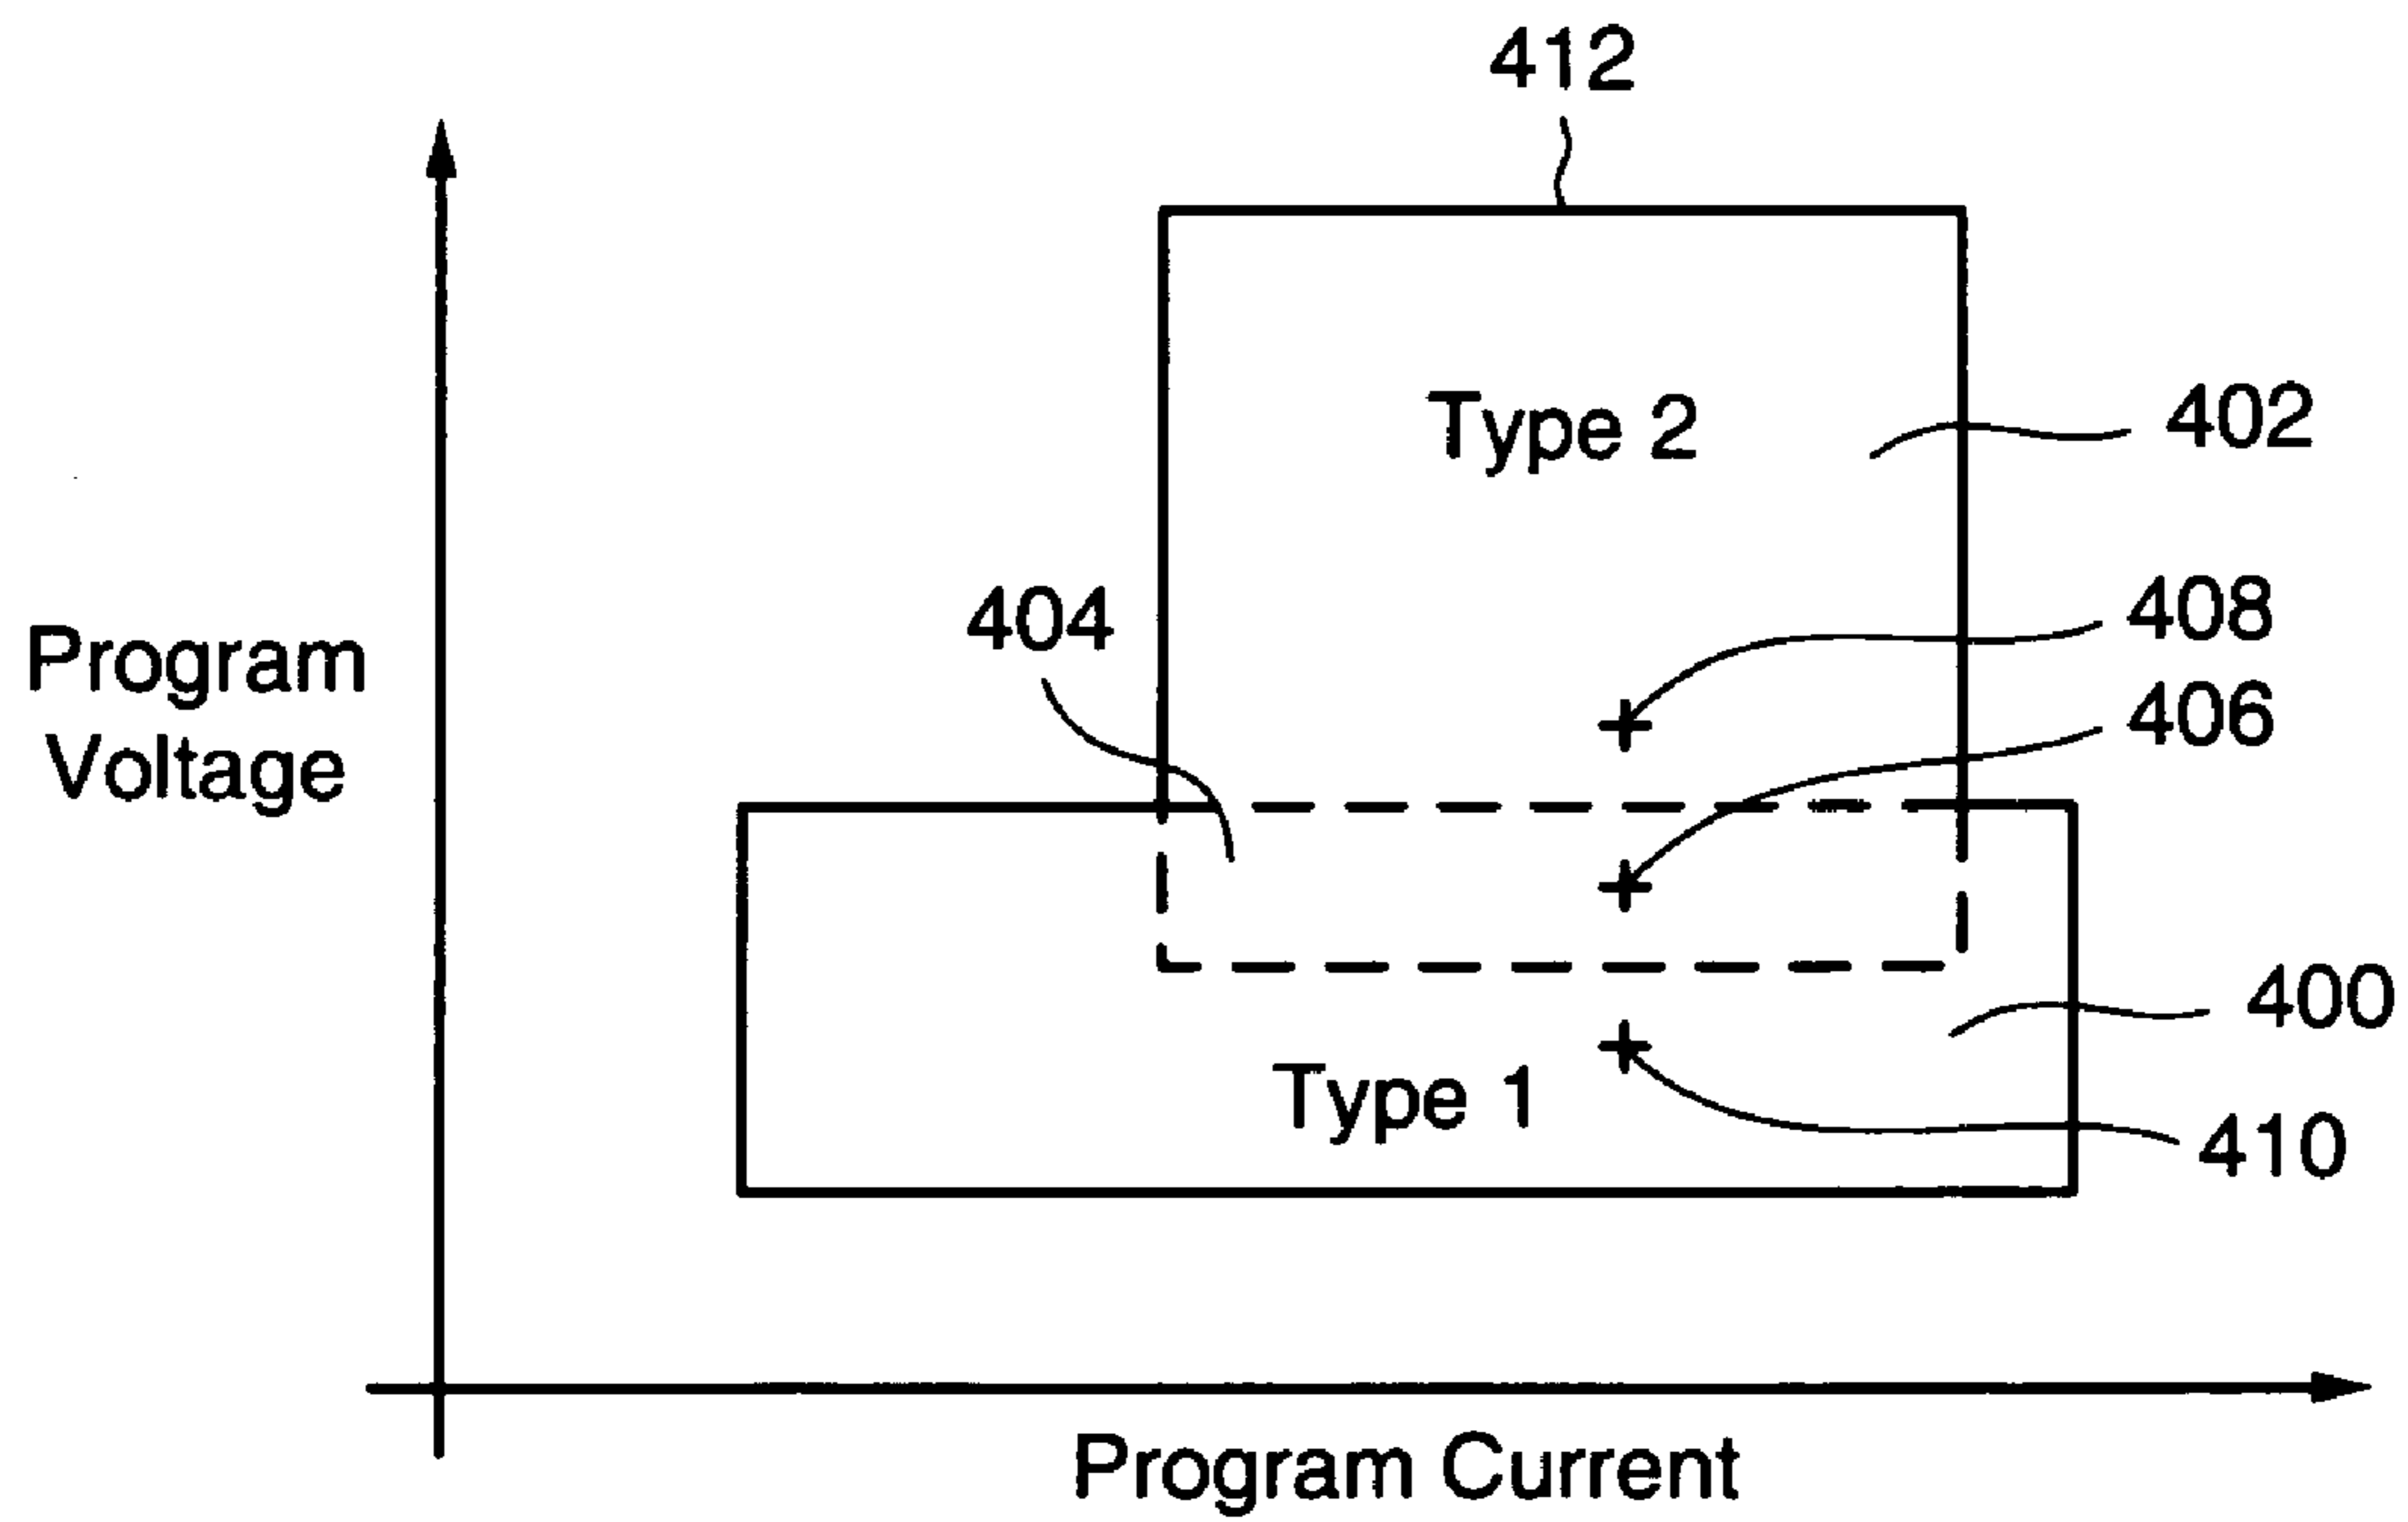 412
Type 2
402
404
408
406
Program
Voltage
400
Type 1
410
Program Current